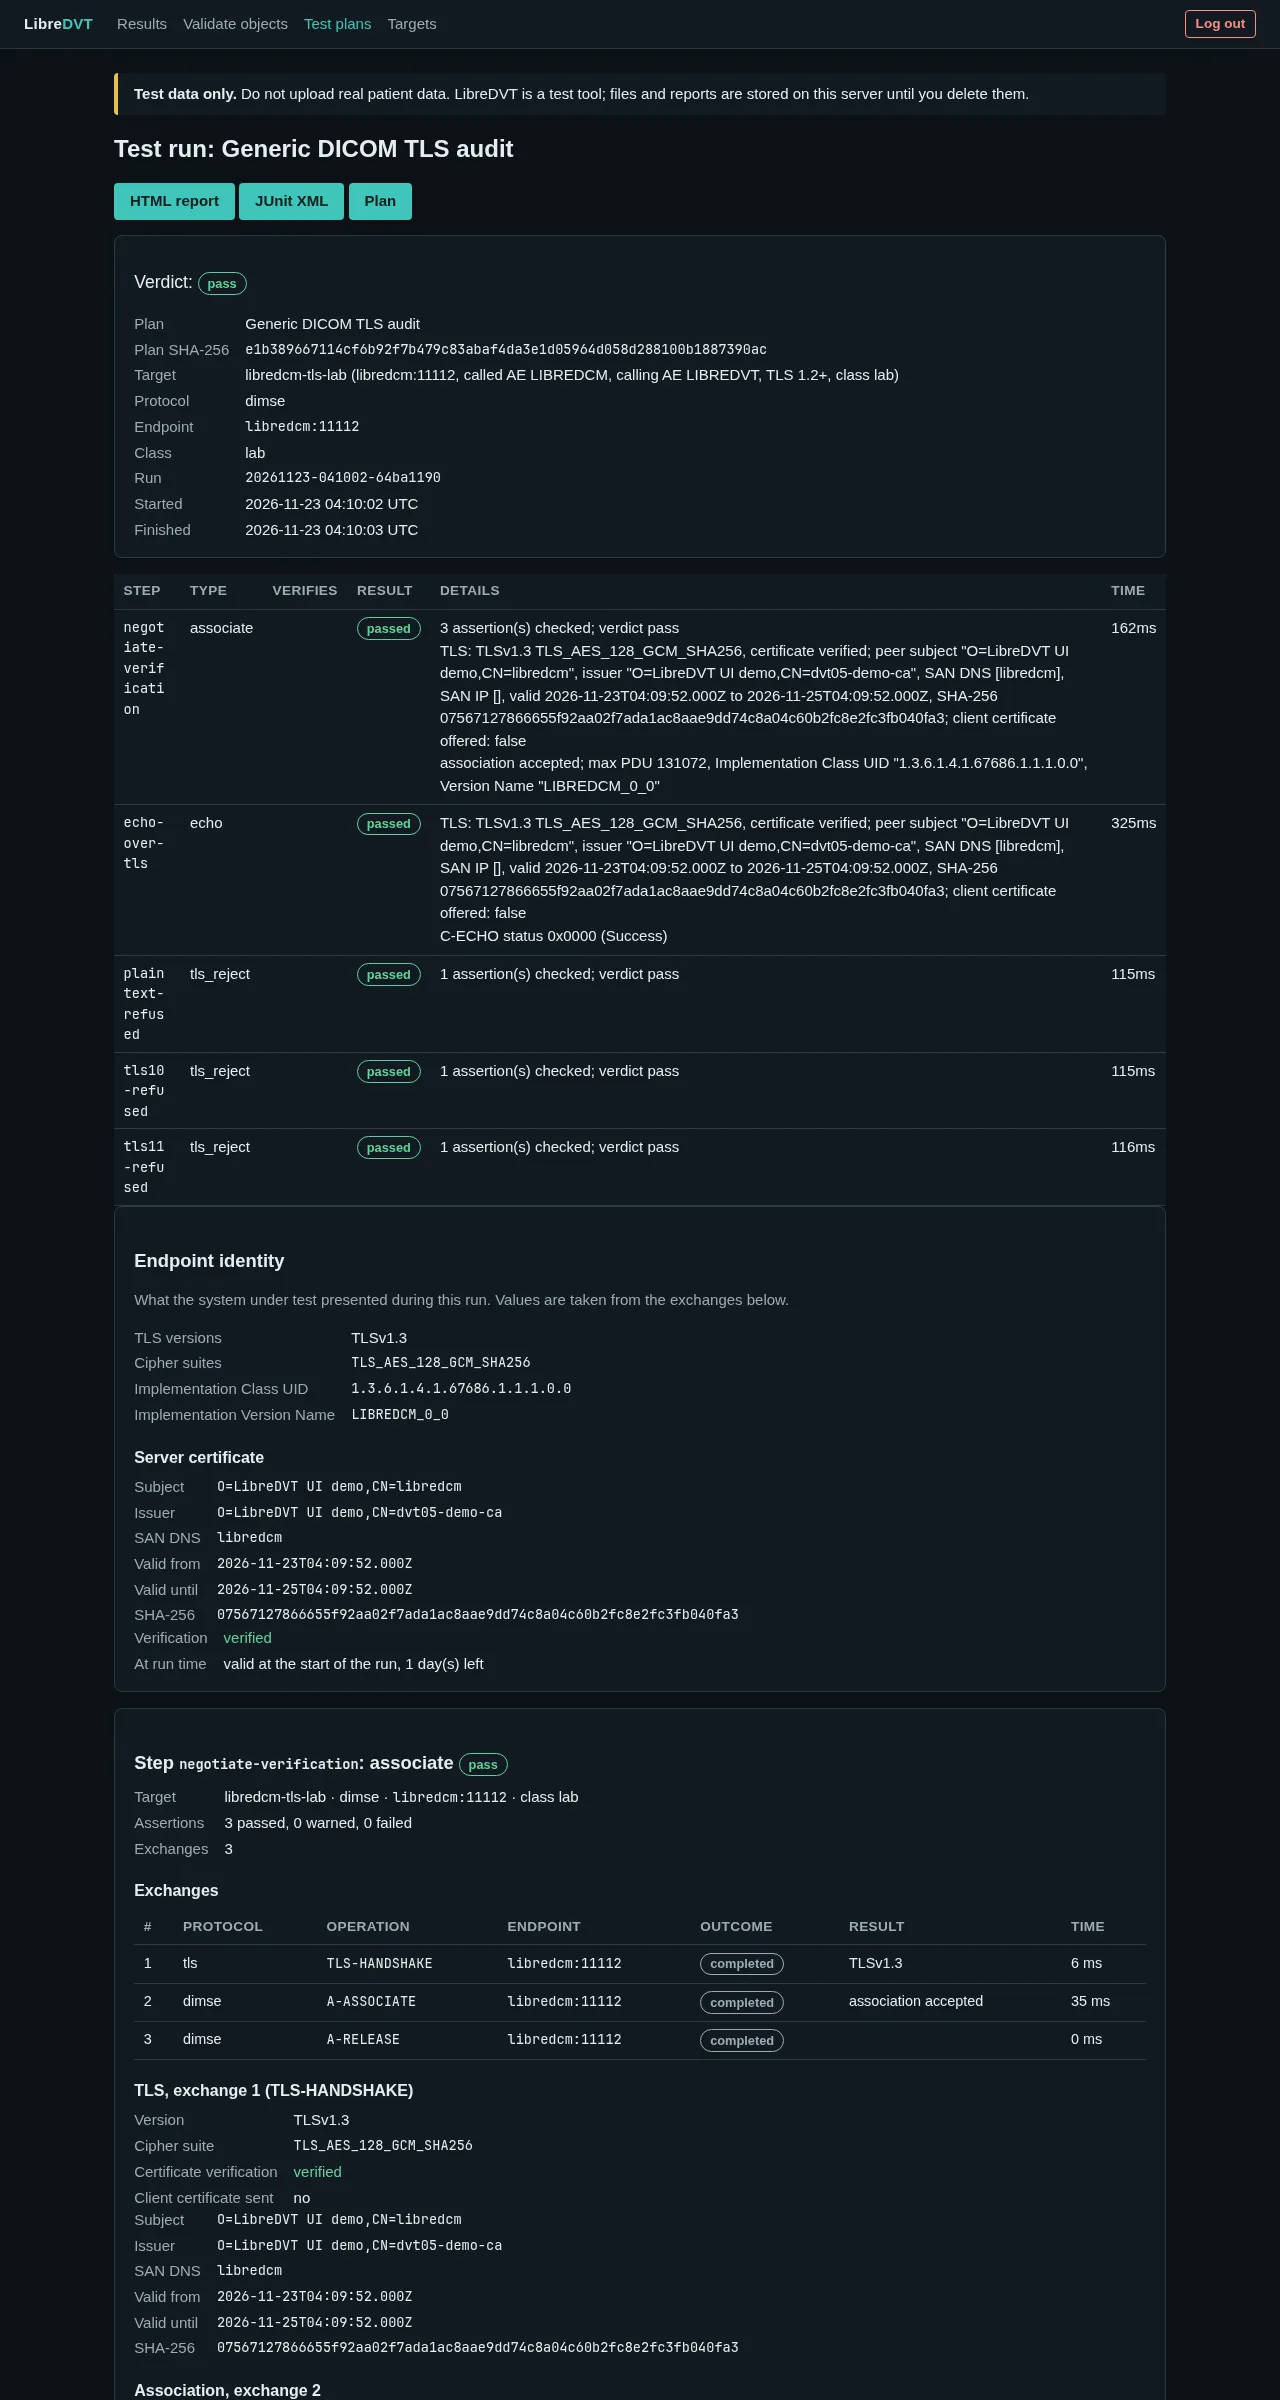 LibreDVT Results Validate objects Test plans Targets Log out
Test data only. Do not upload real patient data. LibreDVT is a test tool; files and reports are stored on this server until you delete them.
Test run: Generic DICOM TLS audit
HTML report JUnit XML Plan
Verdict: pass
Plan Generic DICOM TLS audit
Plan SHA-256 e1b389667114cf6b92f7b479c83abaf4da3e1d05964d058d288100b1887390ac
Target libredcm-tls-lab (libredcm:11112, called AE LIBREDCM, calling AE LIBREDVT, TLS 1.2+, class lab)
Protocol dimse
Endpoint libredcm:11112
Class lab
Run 20261123-041002-64ba1190
Started 2026-11-23 04:10:02 UTC
Finished 2026-11-23 04:10:03 UTC
STEP TYPE VERIFIES RESULT DETAILS TIME
negot associate passed 3 assertion(s) checked; verdict pass 162ms
iate- TLS: TLSv1.3 TLS_AES_128_GCM_SHA256, certificate verified; peer subject "O=LibreDVT UI
verif demo,CN=libredcm", issuer "O=LibreDVT UI demo,CN=dvt05-demo-ca", SAN DNS [libredcm],
icati SAN IP [], valid 2026-11-23T04:09:52.000Z to 2026-11-25T04:09:52.000Z, SHA-256
on 07567127866655f92aa02f7ada1ac8aae9dd74c8a04c60b2fc8e2fc3fb040fa3; client certificate
offered: false
association accepted; max PDU 131072, Implementation Class UID "1.3.6.1.4.1.67686.1.1.1.0.0",
Version Name "LIBREDCM_0_0"
echo- echo passed TLS: TLSv1.3 TLS_AES_128_GCM_SHA256, certificate verified; peer subject "O=LibreDVT UI 325ms
over- demo,CN=libredcm", issuer "O=LibreDVT UI demo,CN=dvt05-demo-ca", SAN DNS [libredcm],
tls SAN IP [], valid 2026-11-23T04:09:52.000Z to 2026-11-25T04:09:52.000Z, SHA-256
07567127866655f92aa02f7ada1ac8aae9dd74c8a04c60b2fc8e2fc3fb040fa3; client certificate
offered: false
C-ECHO status 0x0000 (Success)
plain tls_reject passed 1 assertion(s) checked; verdict pass 115ms
text-
refus
ed
tls10 tls_reject passed 1 assertion(s) checked; verdict pass 115ms
-refu
sed
tls11 tls_reject passed 1 assertion(s) checked; verdict pass 116ms
-refu
sed
Endpoint identity
What the system under test presented during this run. Values are taken from the exchanges below.
TLS versions TLSv1.3
Cipher suites TLS_AES_128_GCM_SHA256
Implementation Class UID 1.3.6.1.4.1.67686.1.1.1.0.0
Implementation Version Name LIBREDCM_0_0
Server certificate
Subject O=LibreDVT UI demo,CN=libredcm
Issuer O=LibreDVT UI demo,CN=dvt05-demo-ca
SAN DNS libredcm
Valid from 2026-11-23T04:09:52.000Z
Valid until 2026-11-25T04:09:52.000Z
SHA-256 07567127866655f92aa02f7ada1ac8aae9dd74c8a04c60b2fc8e2fc3fb040fa3
Verification verified
At run time valid at the start of the run, 1 day(s) left
Step negotiate-verification: associate pass
Target libredcm-tls-lab · dimse · libredcm:11112 · class lab
Assertions 3 passed, 0 warned, 0 failed
Exchanges 3
Exchanges
# PROTOCOL OPERATION ENDPOINT OUTCOME RESULT TIME
1 tls TLS-HANDSHAKE libredcm:11112 completed TLSv1.3 6 ms
2 dimse A-ASSOCIATE libredcm:11112 completed association accepted 35 ms
3 dimse A-RELEASE libredcm:11112 completed 0 ms
TLS, exchange 1 (TLS-HANDSHAKE)
Version TLSv1.3
Cipher suite TLS_AES_128_GCM_SHA256
Certificate verification verified
Client certificate sent no
Subject O=LibreDVT UI demo,CN=libredcm
Issuer O=LibreDVT UI demo,CN=dvt05-demo-ca
SAN DNS libredcm
Valid from 2026-11-23T04:09:52.000Z
Valid until 2026-11-25T04:09:52.000Z
SHA-256 07567127866655f92aa02f7ada1ac8aae9dd74c8a04c60b2fc8e2fc3fb040fa3
Association, exchange 2